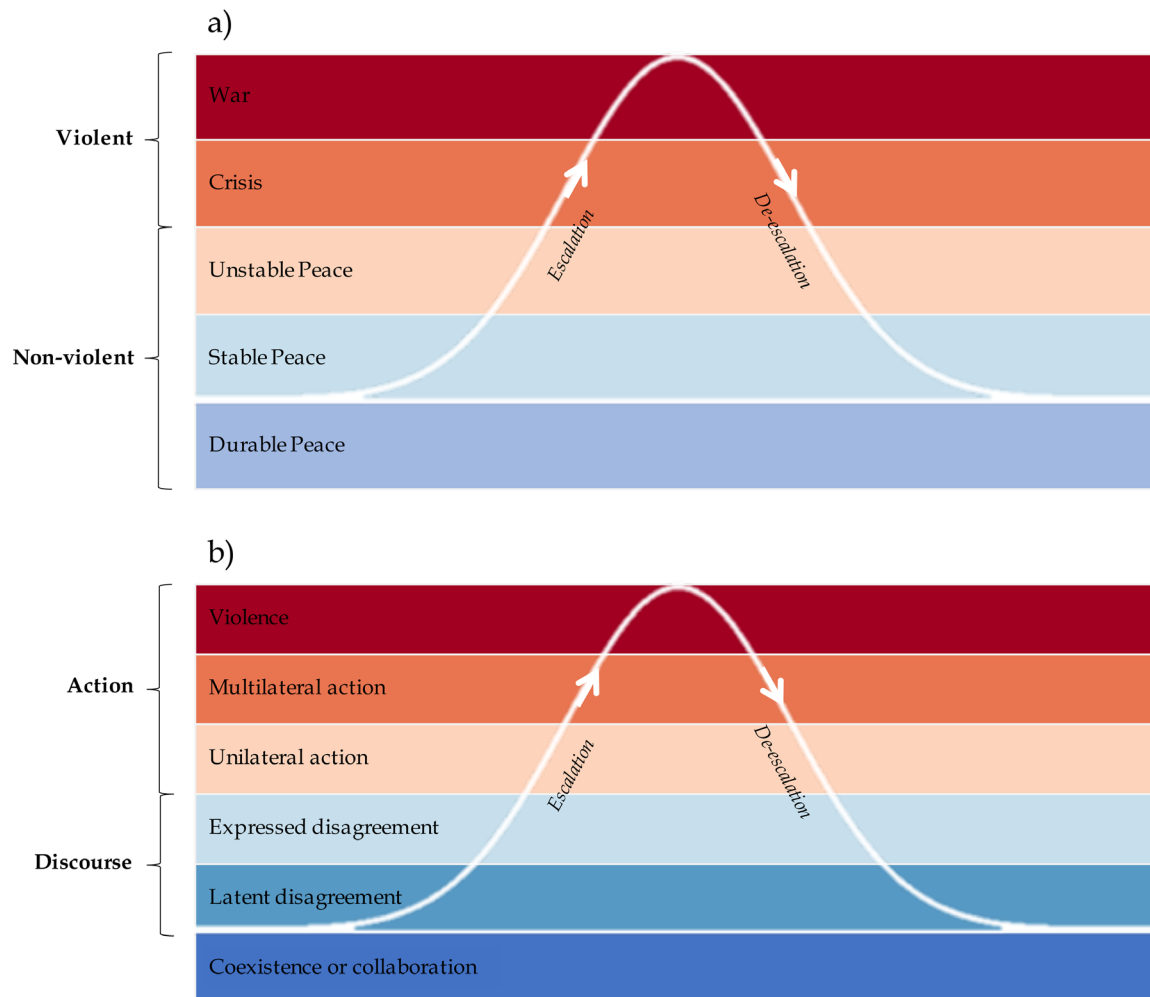 a)
Violent
War
Crisis
Escalation
De-escalation
Non-violent
Unstable Peace
Stable Peace
Durable Peace
b)
Action
Violence
Multilateral action
Unilateral action
Escalation
De-escalation
Discourse
Expressed disagreement
Latent disagreement
Coexistence or collaboration